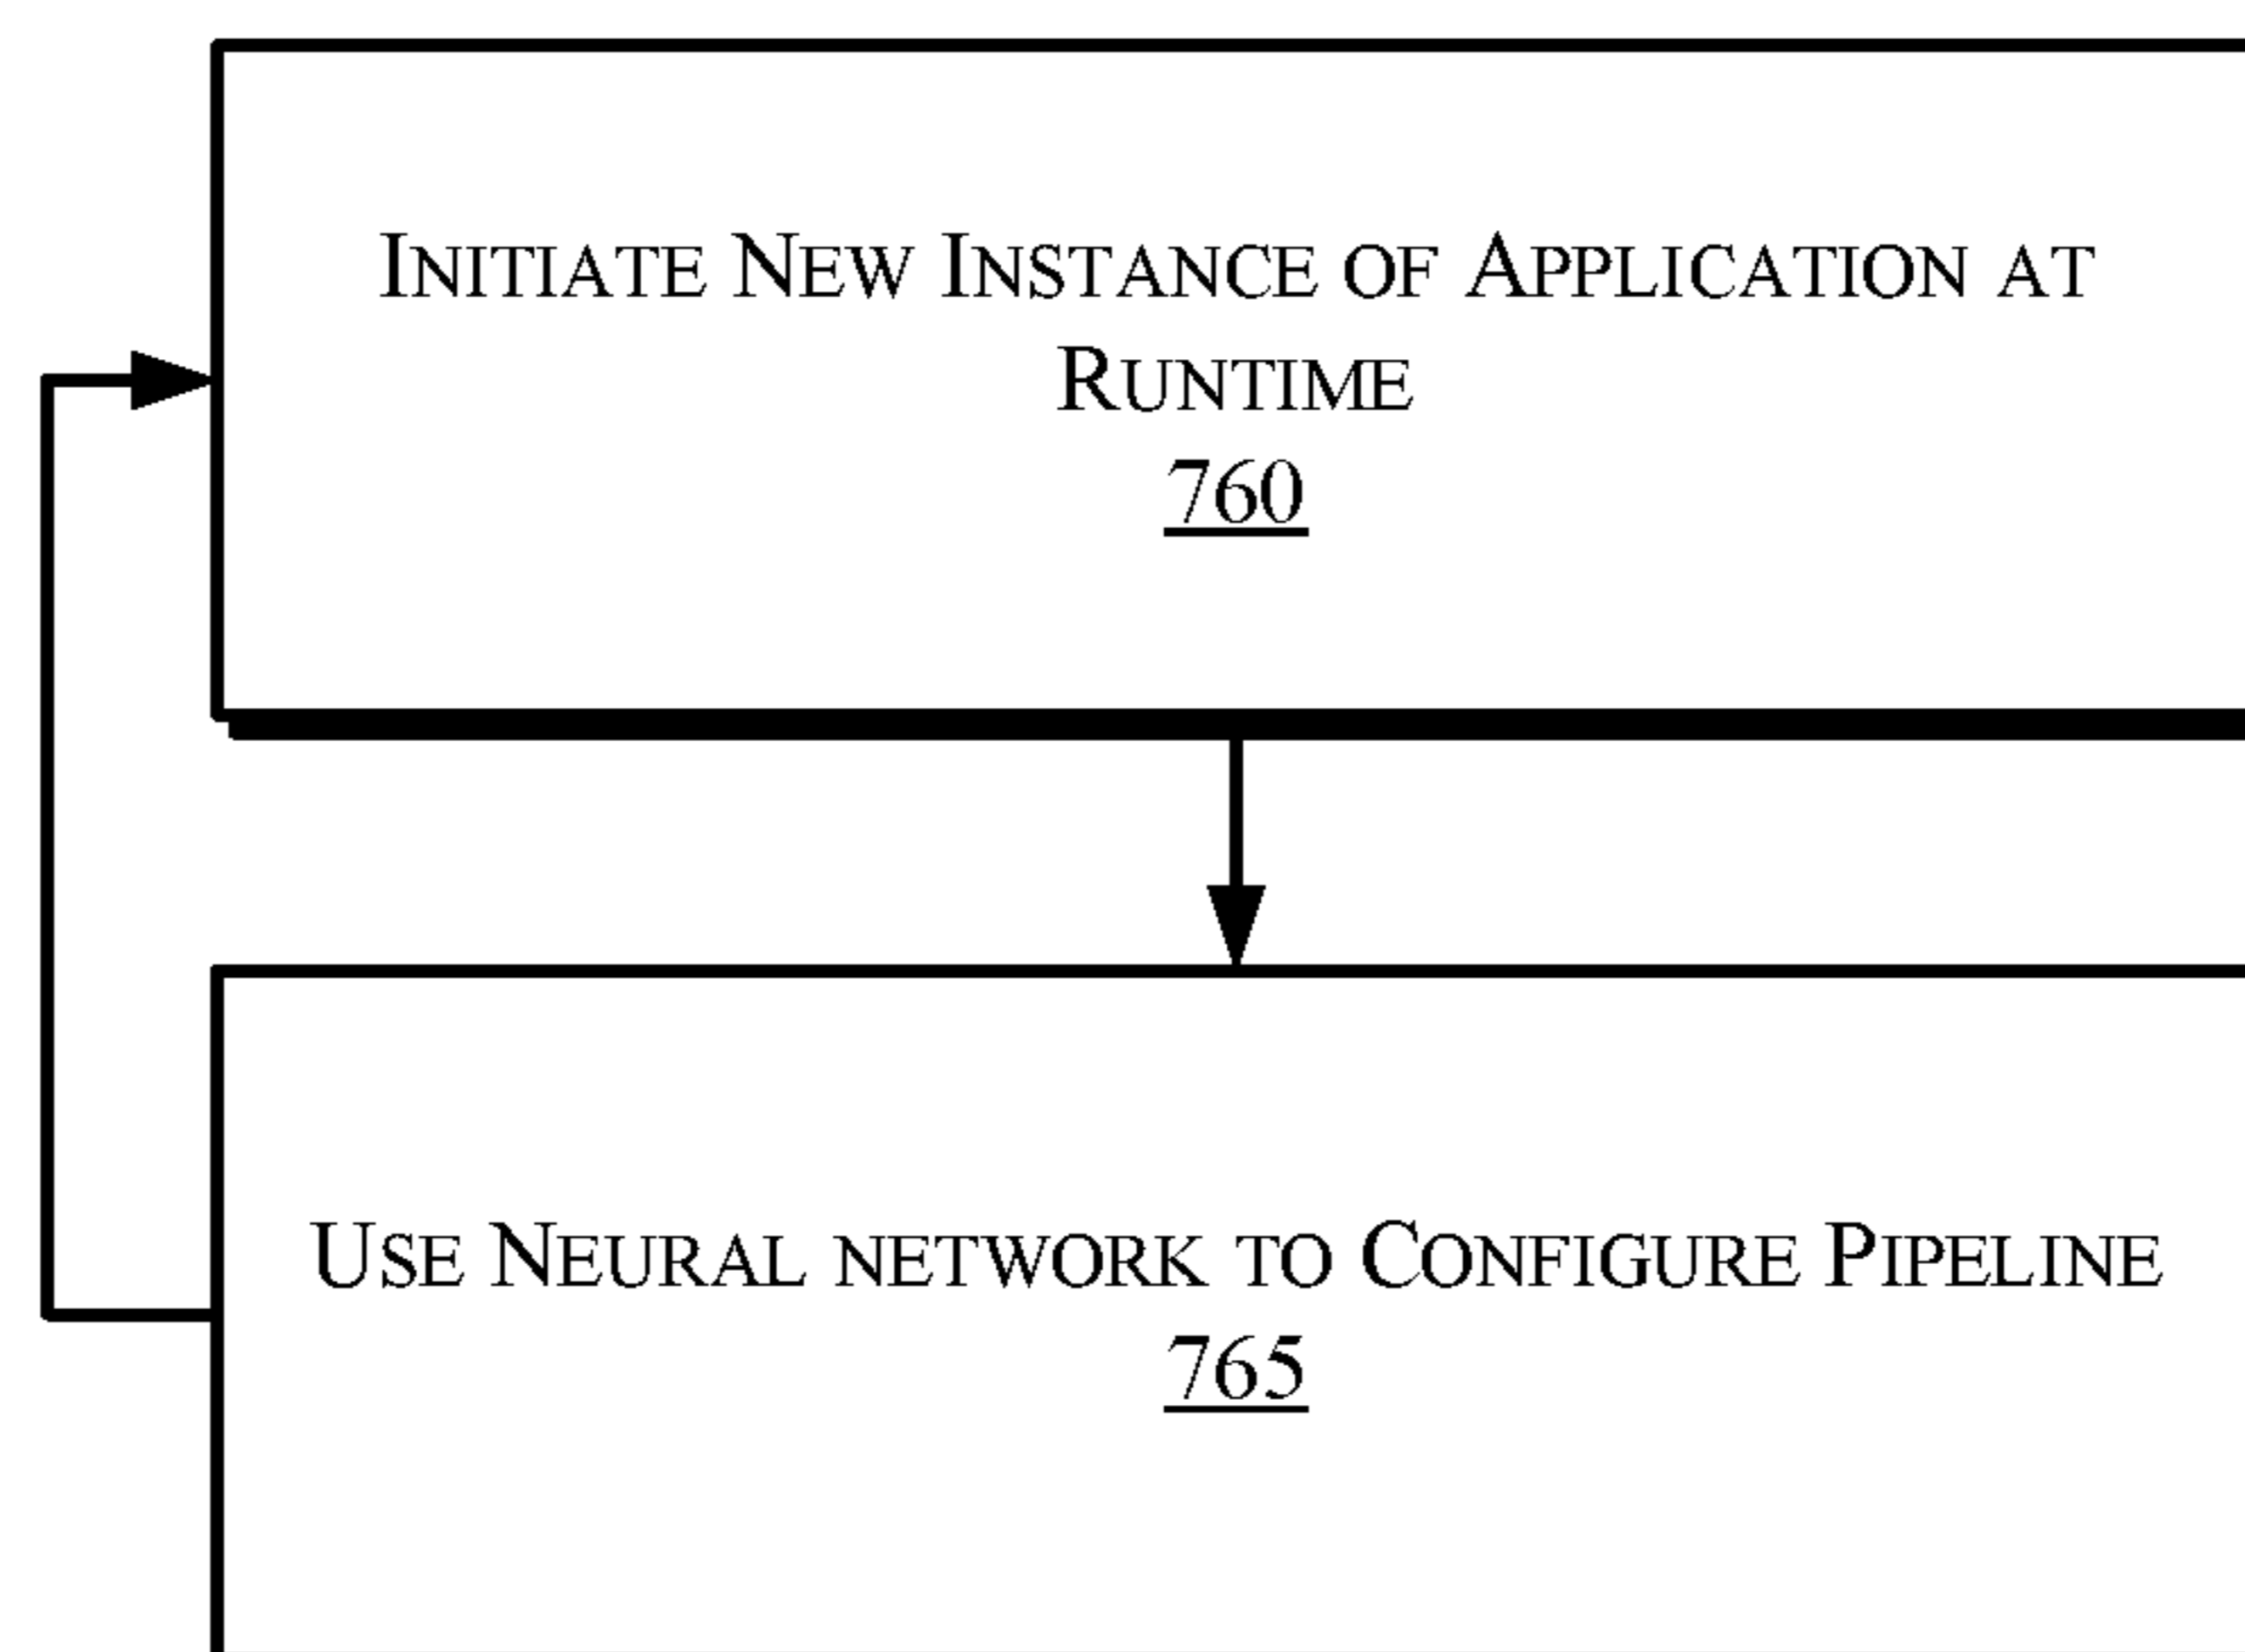 Initiate New Instance of Application at
Runtime
760
Use Neural network to Configure Pipeline
765